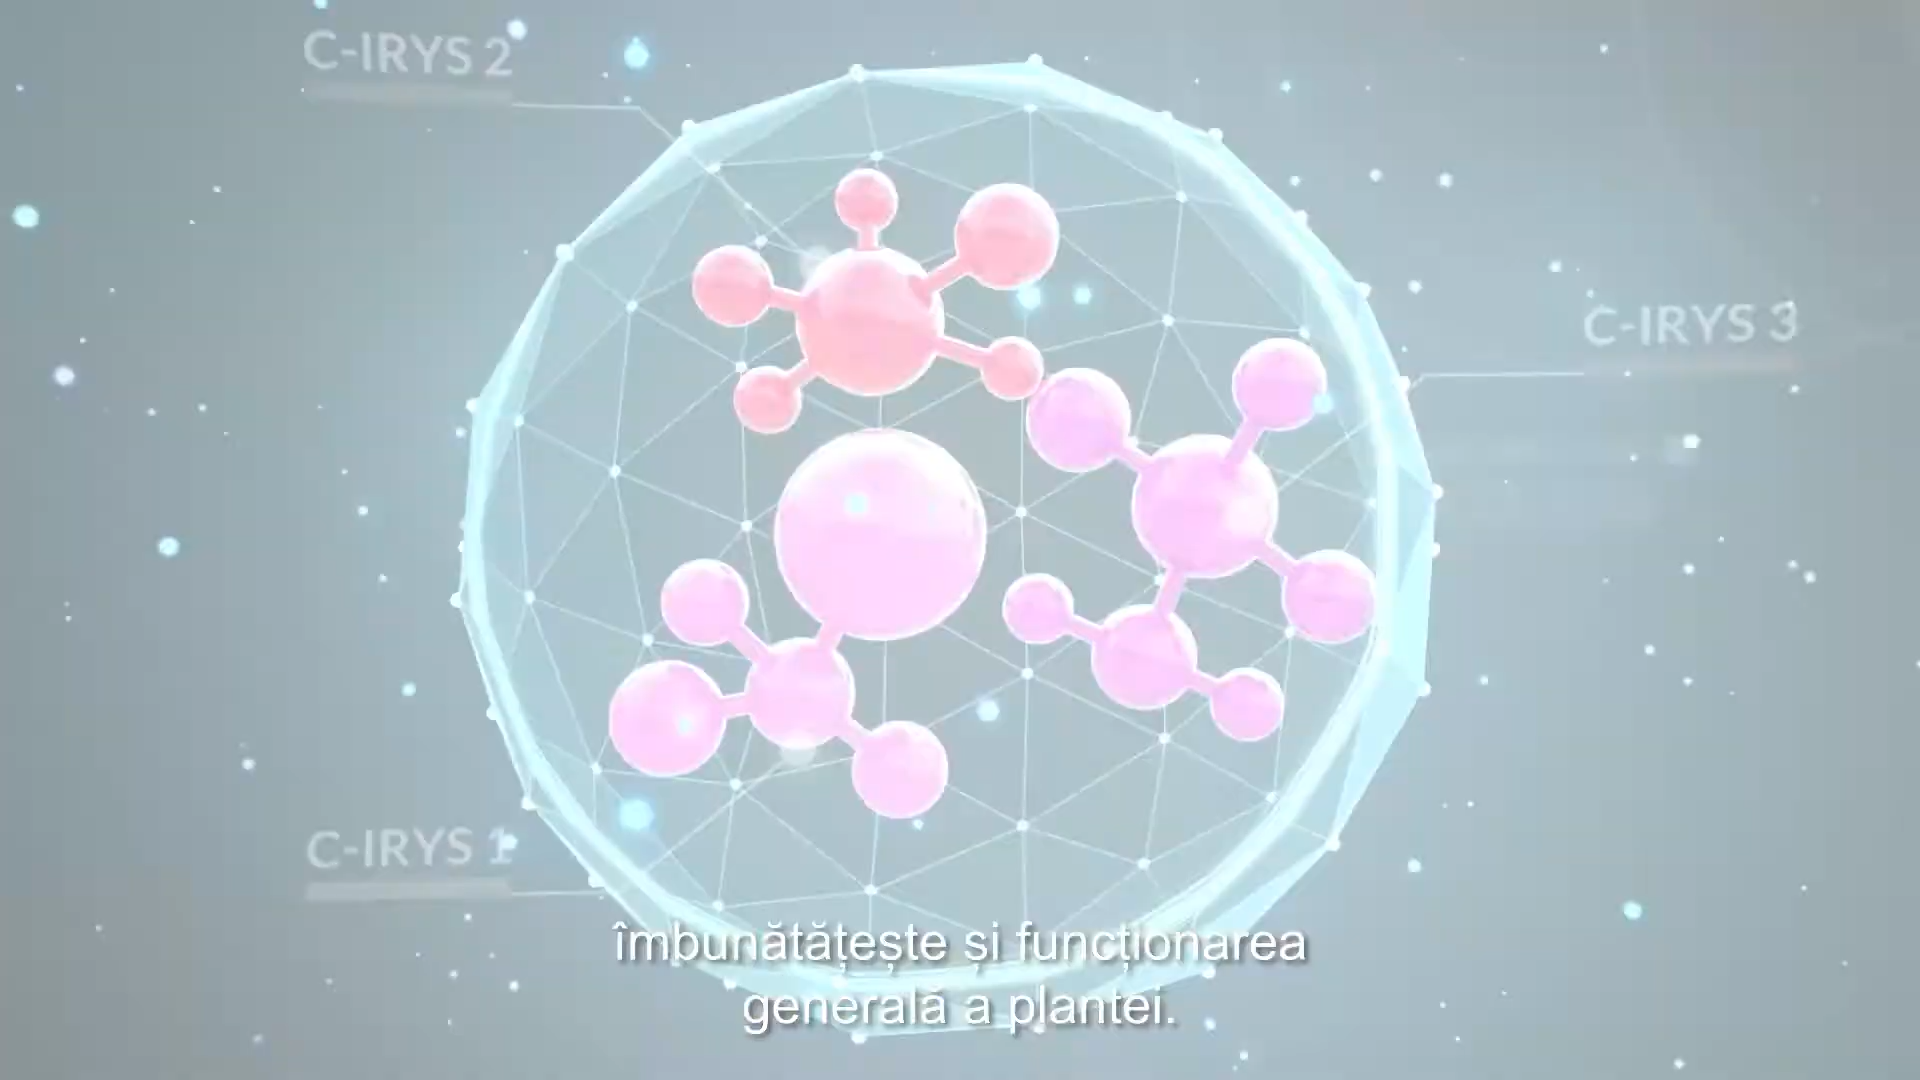 C-IRYS 2
C-IRYS 3
C-IRYS 1
îmbunătățește și funcționarea
generală a plantei.